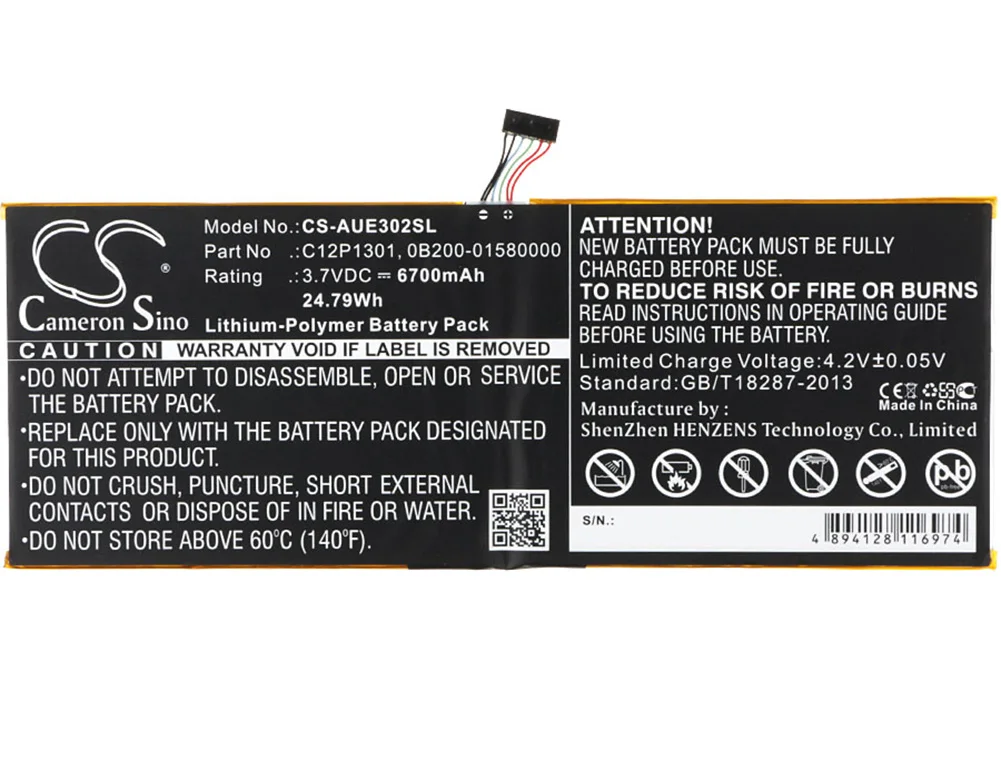 CS ®
Cameron Sino
Model No.:CS-AUE302SL
Part No .:C12P1301, 0B200-01580000
Rating .:3.7VDC ⎓ 6700mAh
24.79Wh
Lithium-Polymer Battery Pack
CAUTION WARRANTY VOID IF LABEL IS REMOVED
•DO NOT ATTEMPT TO DISASSEMBLE, OPEN OR SERVICE
THE BATTERY PACK.
•REPLACE ONLY WITH THE BATTERY PACK DESIGNATED
FOR THIS PRODUCT.
•DO NOT CRUSH, PUNCTURE, SHORT EXTERNAL
CONTACTS OR DISPOSE OF IN FIRE OR WATER.
•DO NOT STORE ABOVE 60°C (140°F).
ATTENTION!
NEW BATTERY PACK MUST BE FULLY
CHARGED BEFORE USE.
TO REDUCE RISK OF FIRE OR BURNS
READ INSTRUCTIONS IN OPERATING GUIDE
BEFORE USING THE BATTERY.
Limited Charge Voltage:4.2V±0.05V
Standard:GB/T18287-2013
CE
Made In China
Manufacture by :
ShenZhen HENZENS Technology Co., Limited
pb
pb-free
S/N.:
4 894128 116974